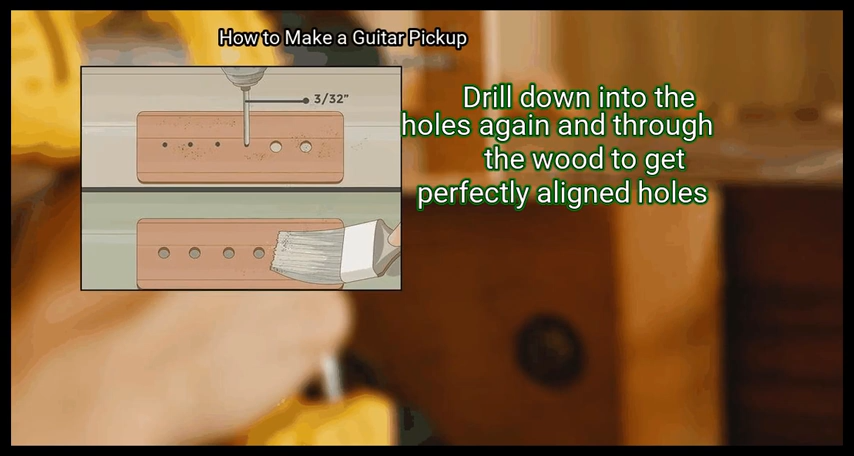 How to Make a Guitar Pickup
3/32"
Drill down into the
holes again and through
the wood to get
perfectly aligned holes